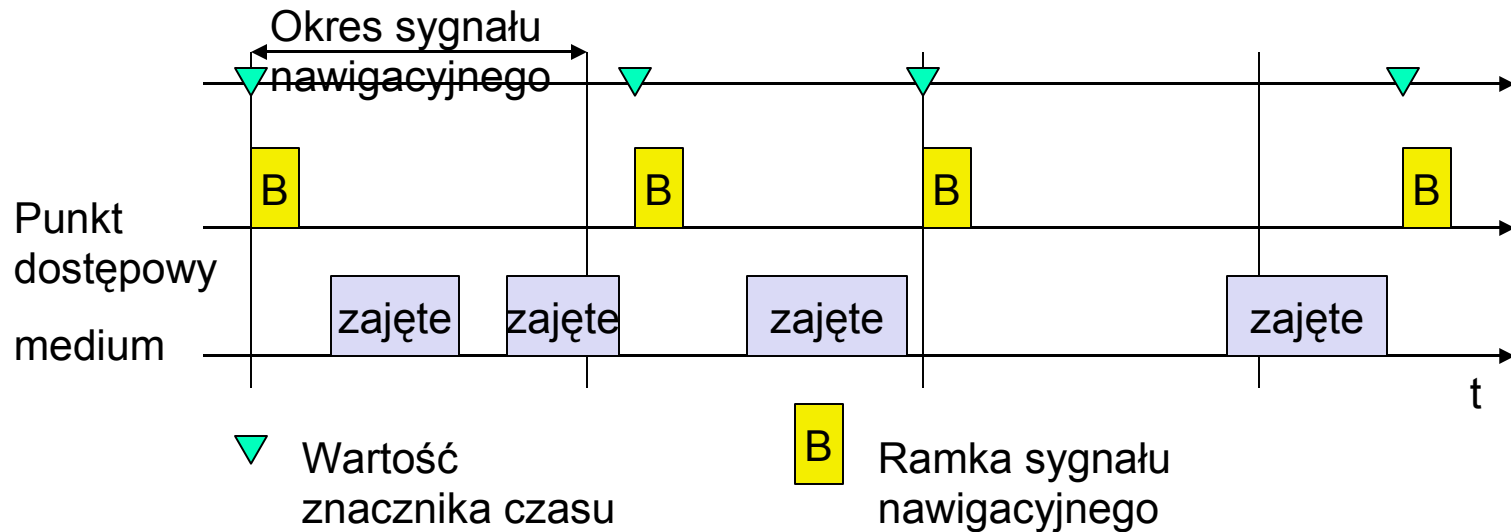 Okres sygnału
nawigacyjnego
B
B
B
B
Punkt
dostępowy
zajęte
zajęte
zajęte
zajęte
medium
t
Wartość
znacznika czasu
B
Ramka sygnału
nawigacyjnego